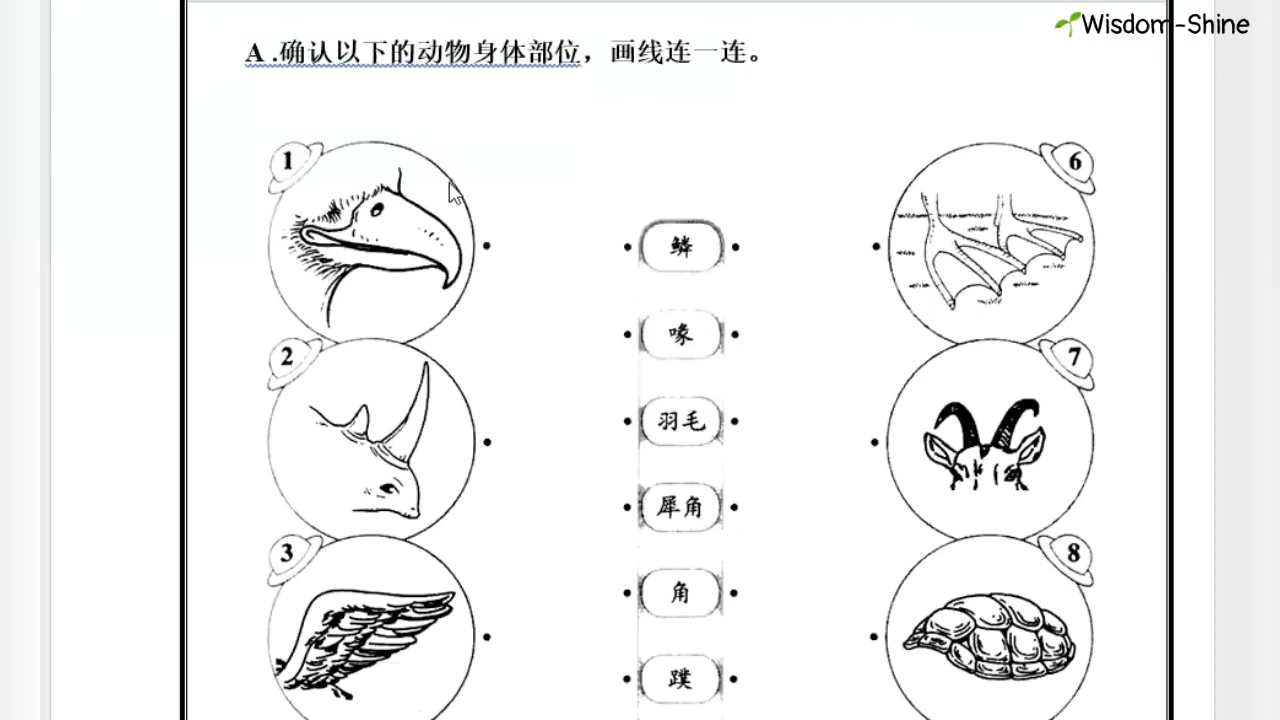 Wisdom-Shine
A .确认以下的动物身体部位，画线连一连。
1
6
鳞
喙
2
7
羽毛
犀角
3
8
角
蹼